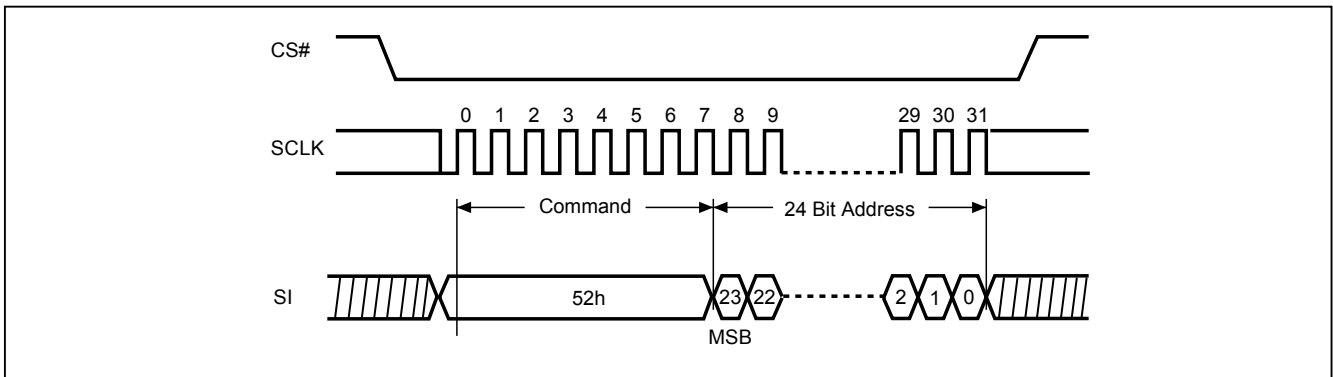 CS#
0 1 2 3 4 5 6 7 8 9 29 30 31
SCLK
Command 24 Bit Address
SI 52h 23 22 2 1 0
MSB